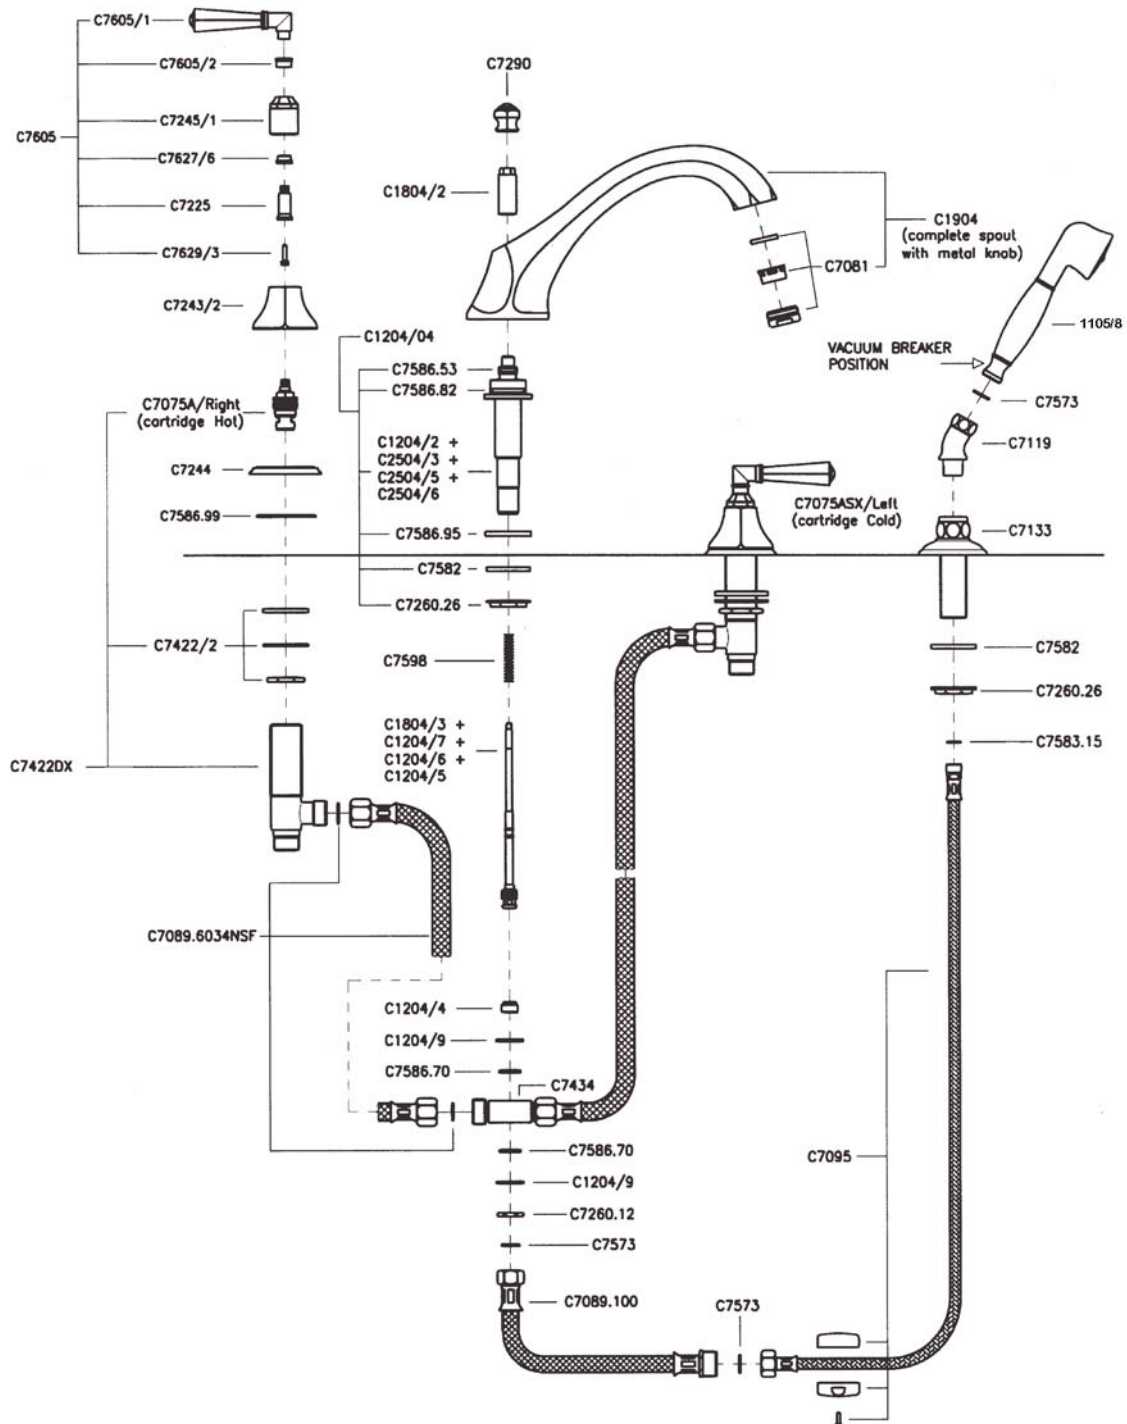 C7605/1
C7605/2
C7290
C7245/1
C7605
C7627/6
C1804/2
C7225
C1904
(complete spout
with metal knob)
C7629/3
C7081
C7243/2
1105/8
C1204/04
VACUUM BREAKER
POSITION
C7586.53
C7586.82
C7573
C7075A/Right
(cartridge Hot)
C1204/2 +
C2504/3 +
C2504/5 +
C2504/6
C7119
C7244
C7075ASX/Left
(cartridge Cold)
C7586.99
C7586.95
C7133
C7582
C7260.26
C7422/2
C7582
C7598
C7260.26
C1804/3 +
C1204/7 +
C1204/6 +
C1204/5
C7583.15
C7422DX
C7089.6034NSF
C1204/4
C1204/9
C7586.70
C7434
C7586.70
C7095
C1204/9
C7260.12
C7573
C7089.100
C7573